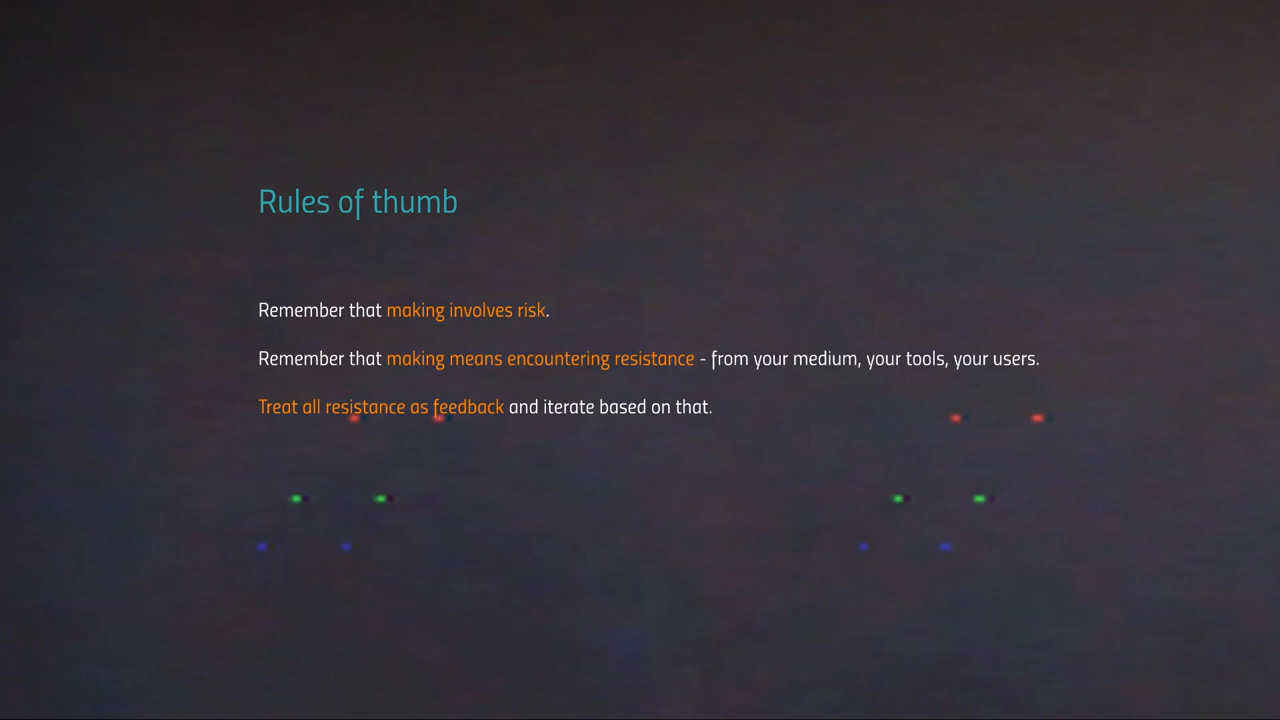 Rules of thumb
Remember that making involves risk.
Remember that making means encountering resistance - from your medium, your tools, your users.
Treat all resistance as feedback and iterate based on that.